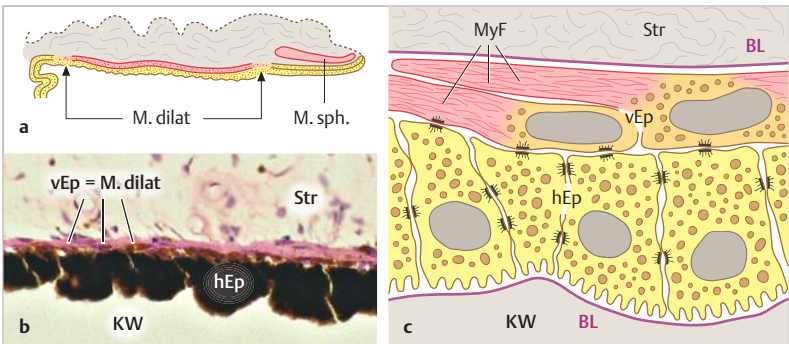 a
M. dilat
M. sph.
vEp = M. dilat
Str
hEp
b
KW
MyF
Str
BL
vEp
hEp
c
KW
BL